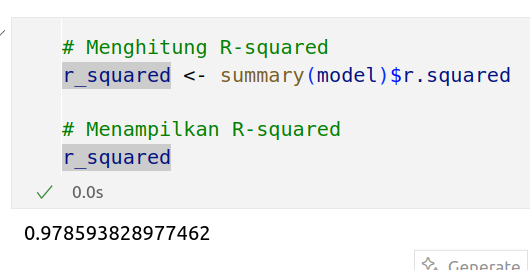 # Menghitung R-squared
r_squared <- summary(model)$r.squared
# Menampilkan R-squared
r_squared
0.0s
0.978593828977462
Generate